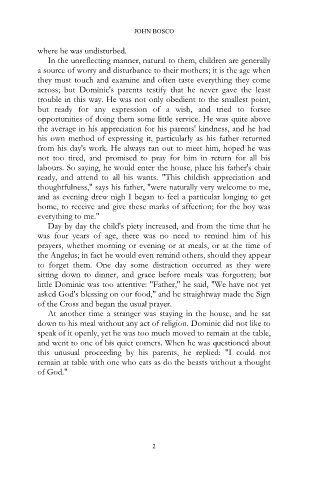 JOHN BOSCO
where he was undisturbed.
In the unreflecting manner, natural to them, children are generally
a source of worry and disturbance to their mothers; it is the age when
they must touch and examine and often taste everything they come
across; but Dominic's parents testify that he never gave the least
trouble in this way. He was not only obedient to the smallest point,
but ready for any expression of a wish, and tried to forsee
opportunities of doing them some little service. He was quite above
the average in his appreciation for his parents' kindness, and he had
his own method of expressing it, particularly as his father returned
from his day's work. He always ran out to meet him, hoped he was
not too tired, and promised to pray for him in return for all his
labours. So saying, he would enter the house, place his father's chair
ready, and attend to all his wants. "This childish appreciation and
thoughtfulness," says his father, "were naturally very welcome to me,
and as evening drew nigh I began to feel a particular longing to get
home, to receive and give these marks of affection; for the boy was
everything to me."
Day by day the child's piety increased, and from the time that he
was four years of age, there was no need to remind him of his
prayers, whether morning or evening or at meals, or at the time of
the Angelus; in fact he would even remind others, should they appear
to forget them. One day some distraction occurred as they were
sitting down to dinner, and grace before meals was forgotten; but
little Dominic was too attentive: "Father," he said, "We have not yet
asked God's blessing on our food," and he straightway made the Sign
of the Cross and began the usual prayer.
At another time a stranger was staying in the house, and he sat
down to his meal without any act of religion. Dominic did not like to
speak of it openly, yet he was too much moved to remain at the table,
and went to one of his quiet corners. When he was questioned about
this unusual proceeding by his parents, he replied: "I could not
remain at table with one who eats as do the beasts without a thought
of God."
2